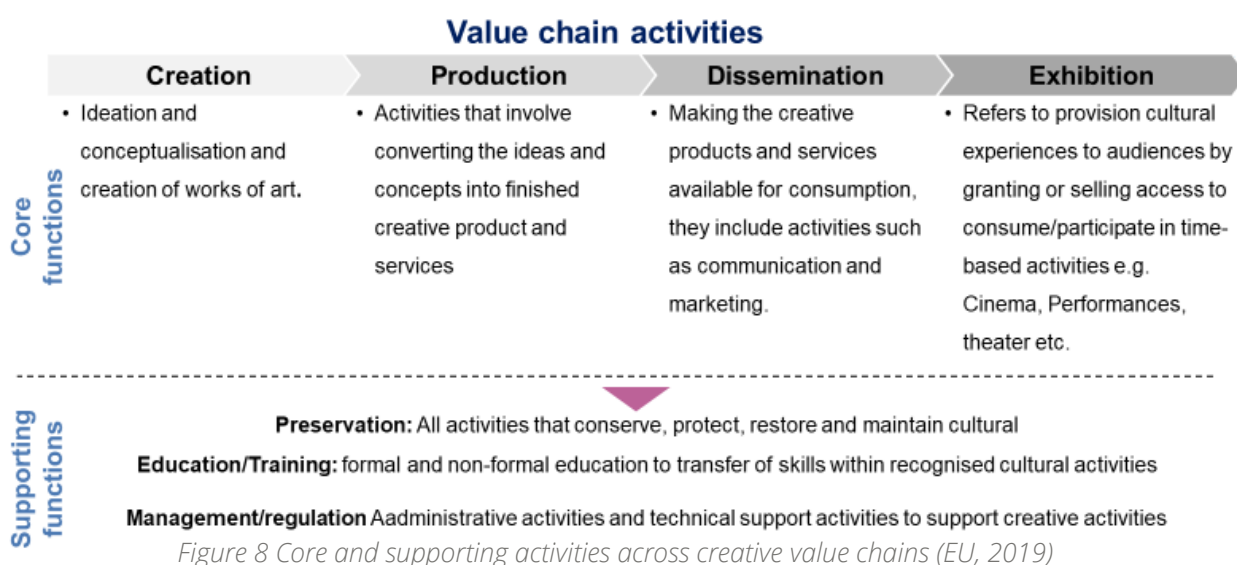 Value chain activities
Creation
Production
Dissemination
Exhibition
Core
functions
• Ideation and
conceptualisation and
creation of works of art.
• Activities that involve
converting the ideas and
concepts into finished
creative product and
services
• Making the creative
products and services
available for consumption,
they include activities such
as communication and
marketing.
• Refers to provision cultural
experiences to audiences by
granting or selling access to
consume/participate in time-
based activities e.g.
Cinema, Performances,
theater etc.
Supporting
functions
Preservation: All activities that conserve, protect, restore and maintain cultural
Education/Training: formal and non-formal education to transfer of skills within recognised cultural activities
Management/regulation Aadministrative activities and technical support activities to support creative activities
Figure 8 Core and supporting activities across creative value chains (EU, 2019)